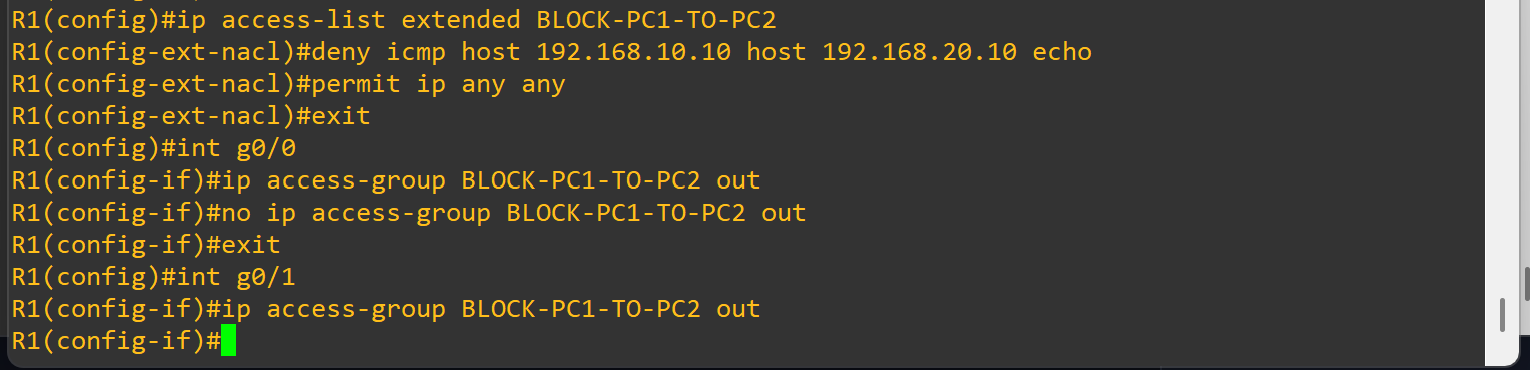 R1(config)#ip access-list extended BLOCK-PC1-TO-PC2
R1(config-ext-nacl)#deny icmp host 192.168.10.10 host 192.168.20.10 echo
R1(config-ext-nacl)#permit ip any any
R1(config-ext-nacl)#exit
R1(config)#int g0/0
R1(config-if)#ip access-group BLOCK-PC1-TO-PC2 out
R1(config-if)#no ip access-group BLOCK-PC1-TO-PC2 out
R1(config-if)#exit
R1(config)#int g0/1
R1(config-if)#ip access-group BLOCK-PC1-TO-PC2 out
R1(config-if)#